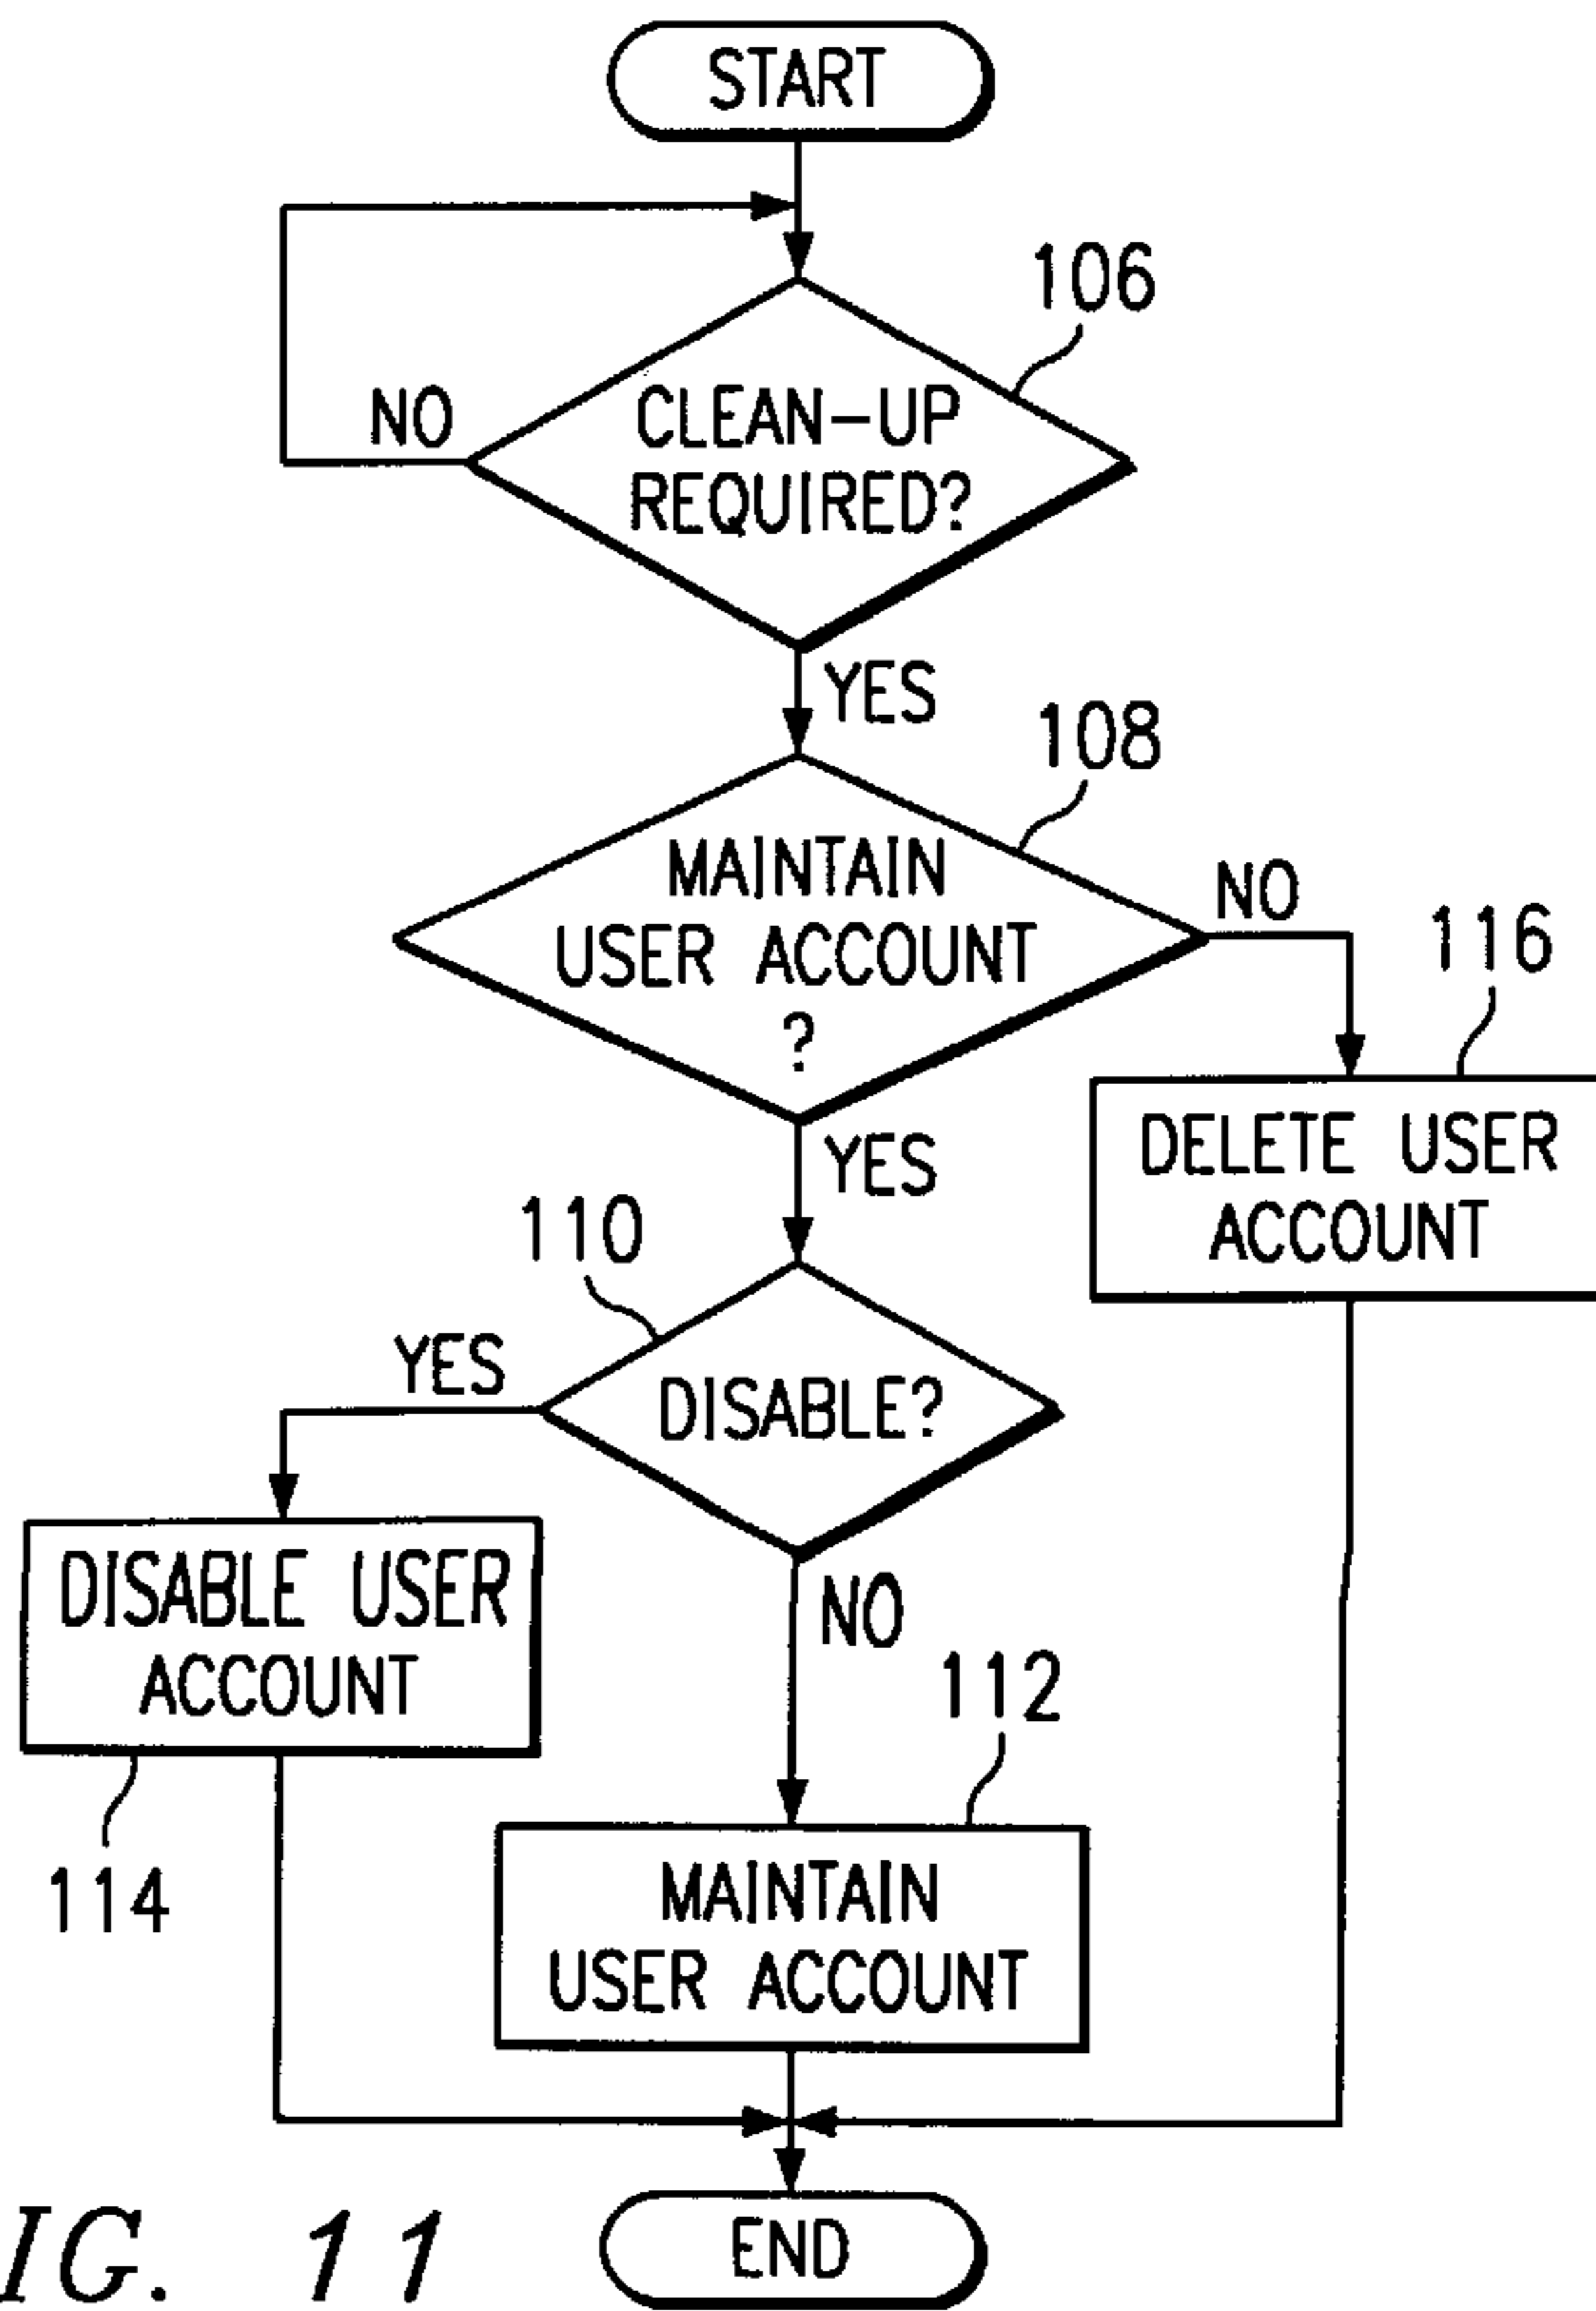 START
106
NO
CLEAN-UP
REQUIRED?
YES
108
MAINTAIN
USER ACCOUNT
?
NO
116
DELETE USER
ACCOUNT
YES
110
YES
DISABLE?
DISABLE USER
ACCOUNT
NO
112
114
MAINTAIN
USER ACCOUNT
END
IG. 11